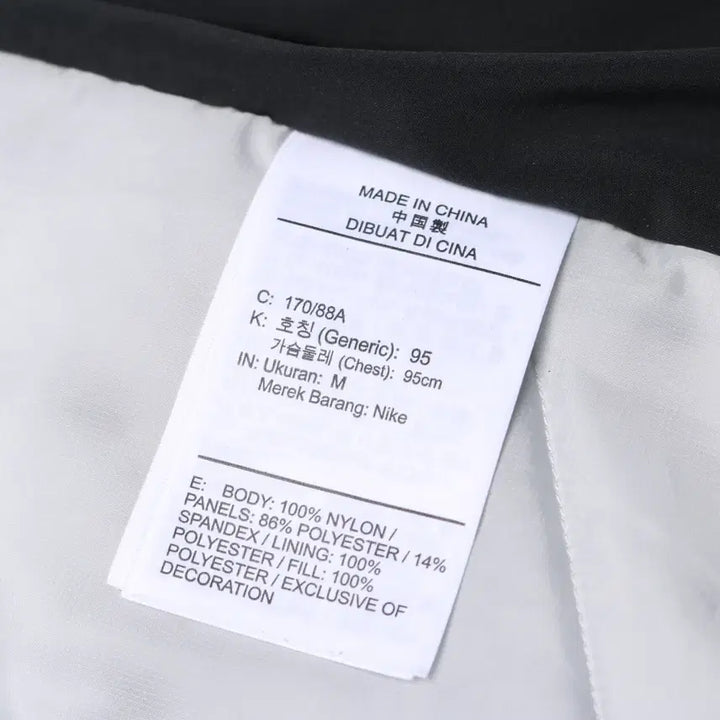 MADE IN CHINA
中国製
DIBUAT DI CINA
C: 170/88A
K: 호칭 (Generic): 95
가슴둘레 (Chest): 95cm
IN: Ukuran: M
Merek Barang: Nike
E: BODY: 100% NYLON /
PANELS: 86% POLYESTER / 14%
SPANDEX / LINING: 100%
POLYESTER / FILL: 100%
POLYESTER / EXCLUSIVE OF
DECORATION